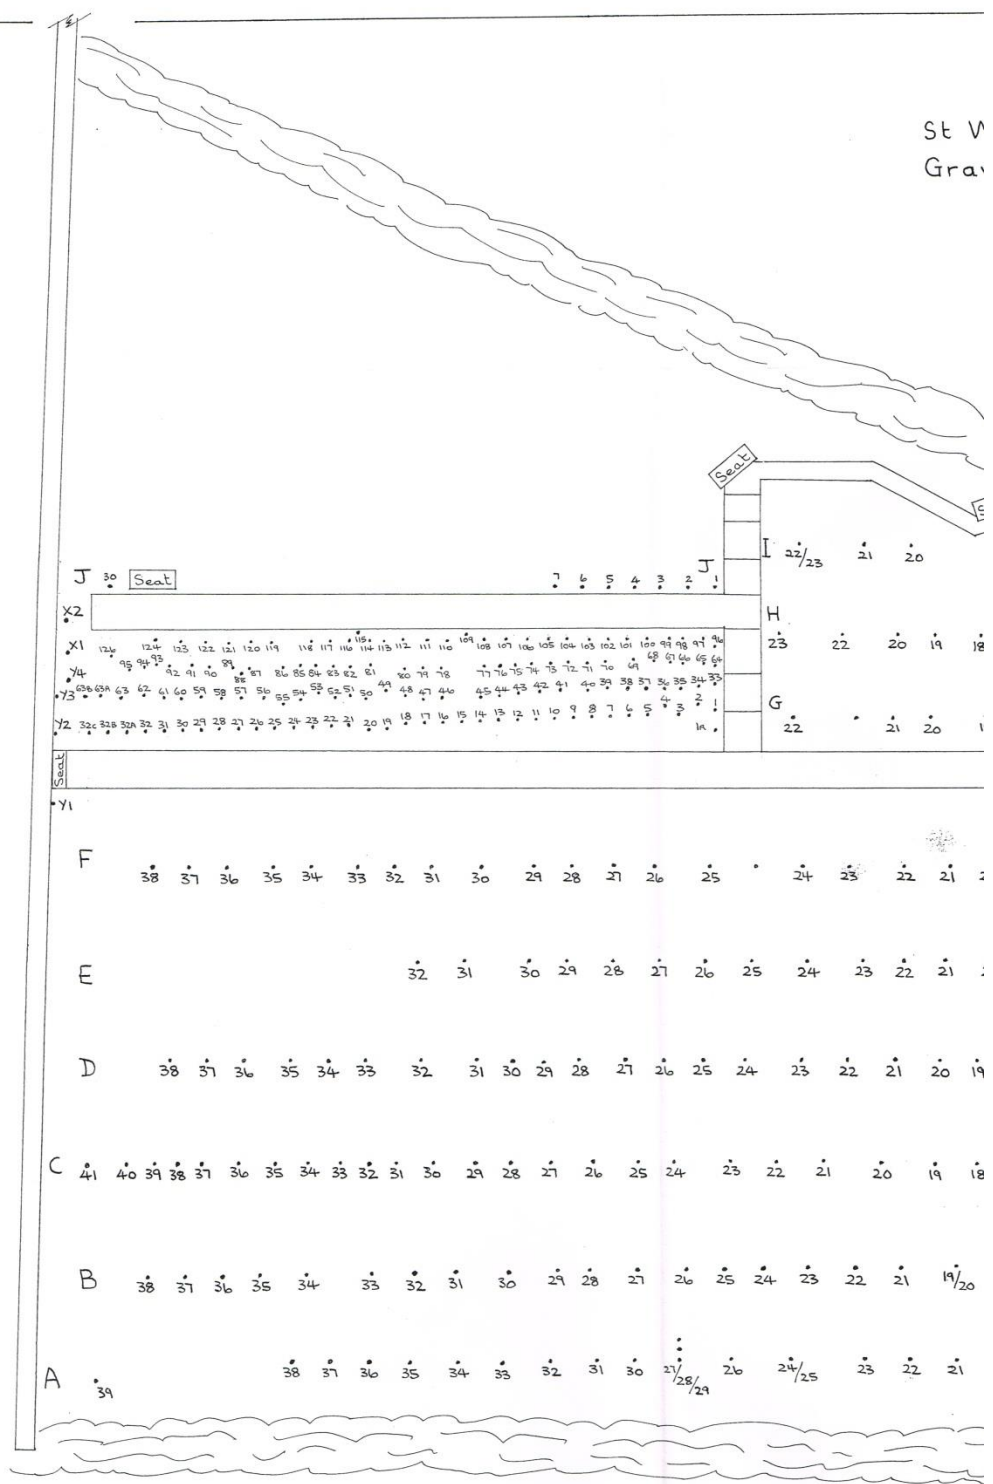 St W
Grav
Seat
I 22/23 21 20
J 30 Seat 7 6 5 4 3 2 1 J
X2 H
X1 126 124 123 122 121 120 119 118 117 116 115 114 113 112 111 110 109 108 107 106 105 104 103 102 101 100 99 98 97 96
23 22 20 19 18
95 94 93 92 91 90 89 88 87 86 85 84 83 82 81 80 79 78 77 76 75 74 73 72 71 70 69 68 67 66 65 64
Y4
Y3 63B 63A 63 62 61 60 59 58 57 56 55 54 53 52 51 50 49 48 47 46 45 44 43 42 41 40 39 38 37 36 35 34 33
G
Y2 32C 32B 32A 32 31 30 29 28 27 26 25 24 23 22 21 20 19 18 17 16 15 14 13 12 11 10 9 8 7 6 5 4 3 2 1
1A
22 21 20
Seat
Y1
F
38 37 36 35 34 33 32 31 30 29 28 27 26 25 24 23 22 21
E
32 31 30 29 28 27 26 25 24 23 22 21
D 38 37 36 35 34 33 32 31 30 29 28 27 26 25 24 23 22 21 20 19
C 41 40 39 38 37 36 35 34 33 32 31 30 29 28 27 26 25 24 23 22 21 20 19 18
B 38 37 36 35 34 33 32 31 30 29 28 27 26 25 24 23 22 21 19/20
A 39 38 37 36 35 34 33 32 31 30 27/28/29 26 24/25 23 22 21